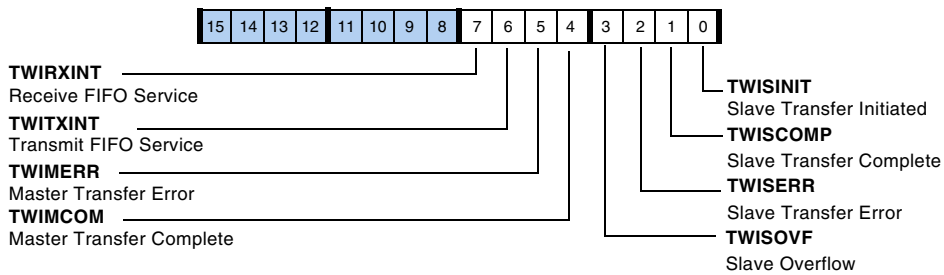 15 14 13 12 11 10 9 8 7 6 5 4 3 2 1 0
TWIRXINT
Receive FIFO Service
TWITXINT
Transmit FIFO Service
TWIMERR
Master Transfer Error
TWIMCOM
Master Transfer Complete
TWISINIT
Slave Transfer Initiated
TWISCOMP
Slave Transfer Complete
TWISERR
Slave Transfer Error
TWISOVF
Slave Overflow